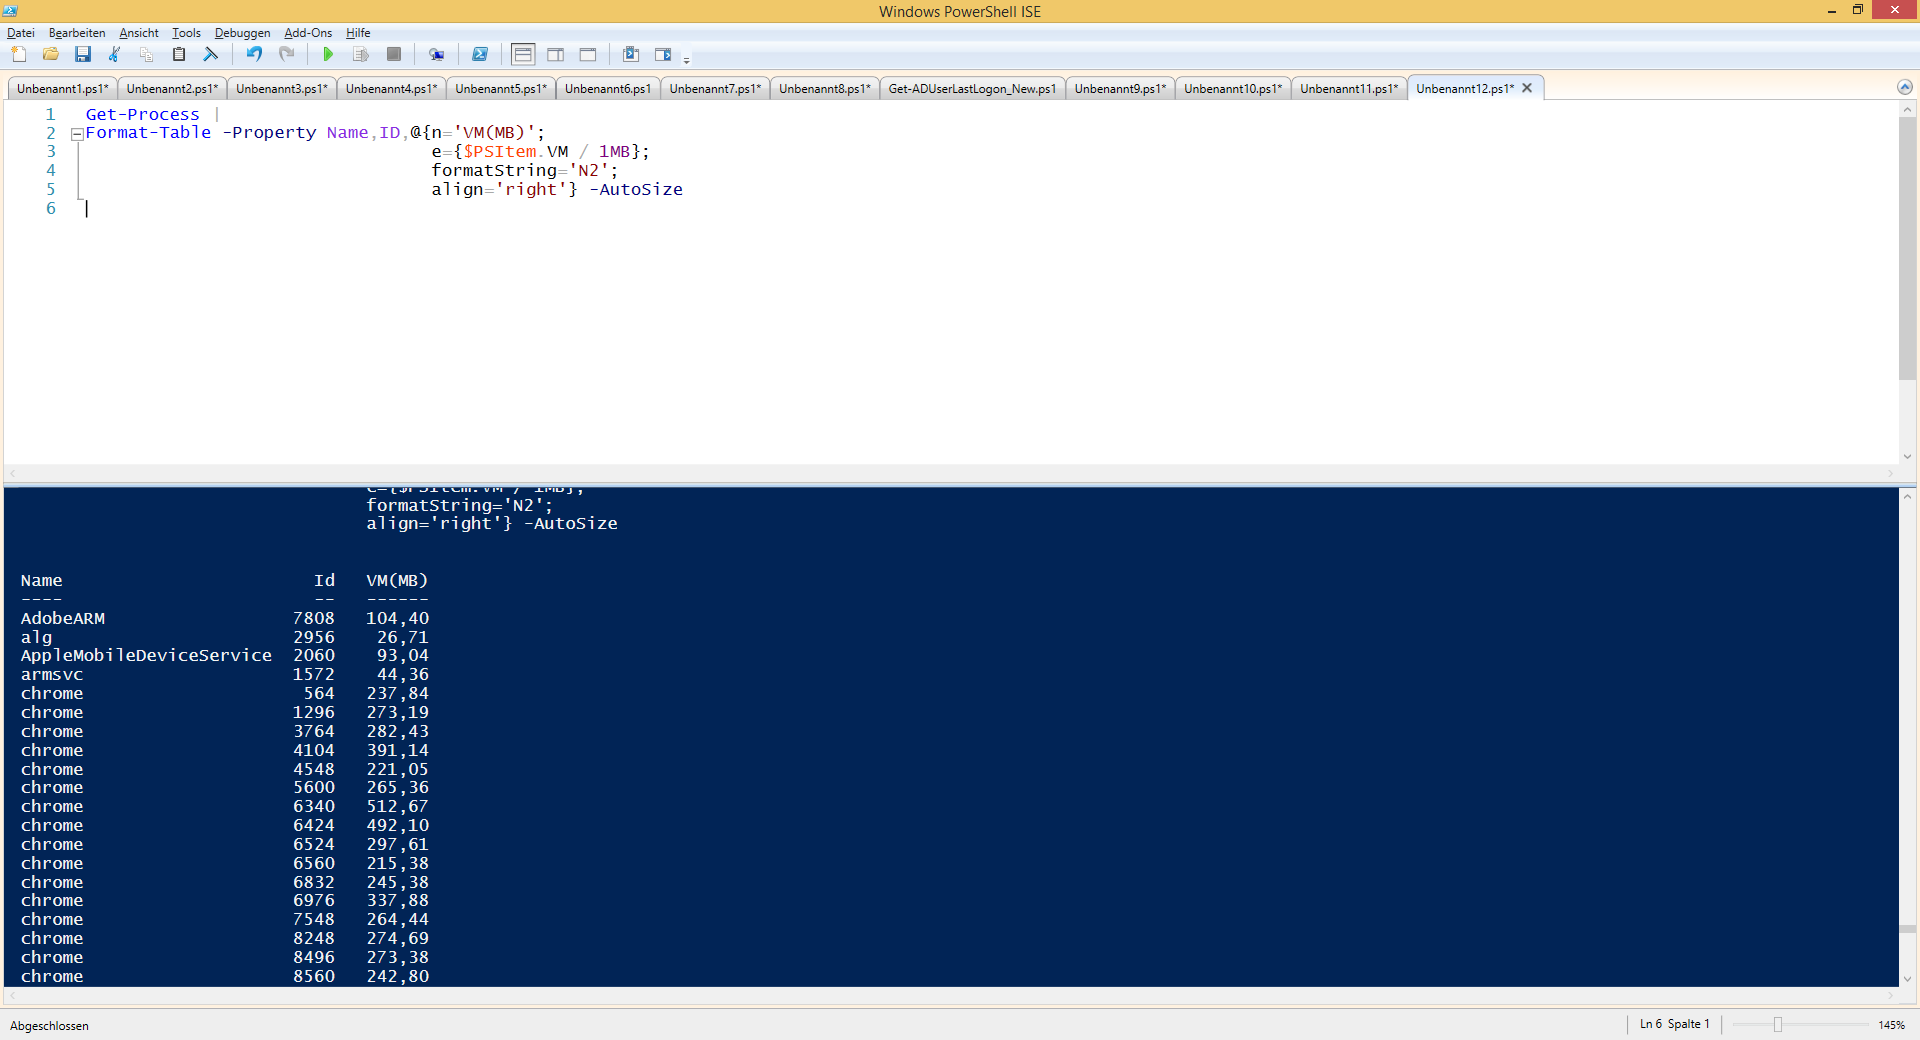 Windows PowerShell ISE
Datei Bearbeiten Ansicht Tools Debuggen Add-Ons Hilfe
Unbenannt1.ps1* Unbenannt2.ps1* Unbenannt3.ps1* Unbenannt4.ps1* Unbenannt5.ps1* Unbenannt6.ps1 Unbenannt7.ps1* Unbenannt8.ps1* Get-ADUserLastLogon_New.ps1 Unbenannt9.ps1* Unbenannt10.ps1* Unbenannt11.ps1* Unbenannt12.ps1*
1 Get-Process |
2 Format-Table -Property Name,ID,@{n='VM(MB)';
3 e={$PSItem.VM / 1MB};
4 formatString='N2';
5 align='right'} -AutoSize
6
e={$PSItem.VM / 1MB};
formatString='N2';
align='right'} -AutoSize
Name Id VM(MB)
---- -- ------
AdobeARM 7808 104,40
alg 2956 26,71
AppleMobileDeviceService 2060 93,04
armsvc 1572 44,36
chrome 564 237,84
chrome 1296 273,19
chrome 3764 282,43
chrome 4104 391,14
chrome 4548 221,05
chrome 5600 265,36
chrome 6340 512,67
chrome 6424 492,10
chrome 6524 297,61
chrome 6560 215,38
chrome 6832 245,38
chrome 6976 337,88
chrome 7548 264,44
chrome 8248 274,69
chrome 8496 273,38
chrome 8560 242,80
Abgeschlossen Ln 6 Spalte 1 145%